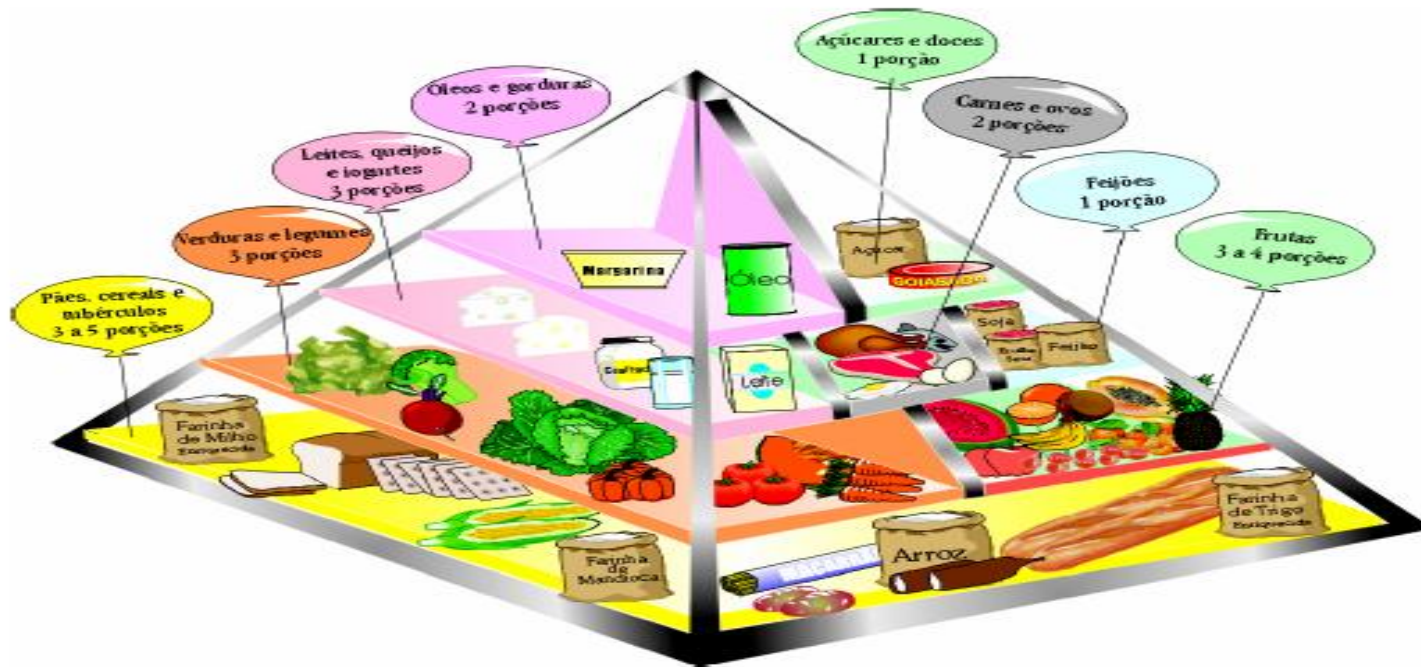 Açúcares e doces
1 porção
Óleos e gorduras
2 porções
Carnes e ovos
2 porções
Leites, queijos
e iogurtes
3 porções
Feijões
1 porção
Verduras e legumes
3 porções
Frutas
3 a 4 porções
Pães, cereais e
tubérculos
3 a 5 porções
Açúcar
Margarina
Óleo
GOIABADA
Soja
Feijão
Leite
Farinha
de Milho
Enriquecida
Farinha
de Trigo
Enriquecida
Arroz
Farinha
de
Mandioca